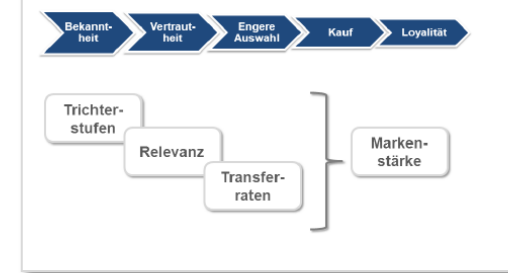 Bekannt-
heit
Vertraut-
heit
Engere
Auswahl
Kauf
Loyalität
Trichter-
stufen
Relevanz
Transfer-
raten
Marken-
stärke